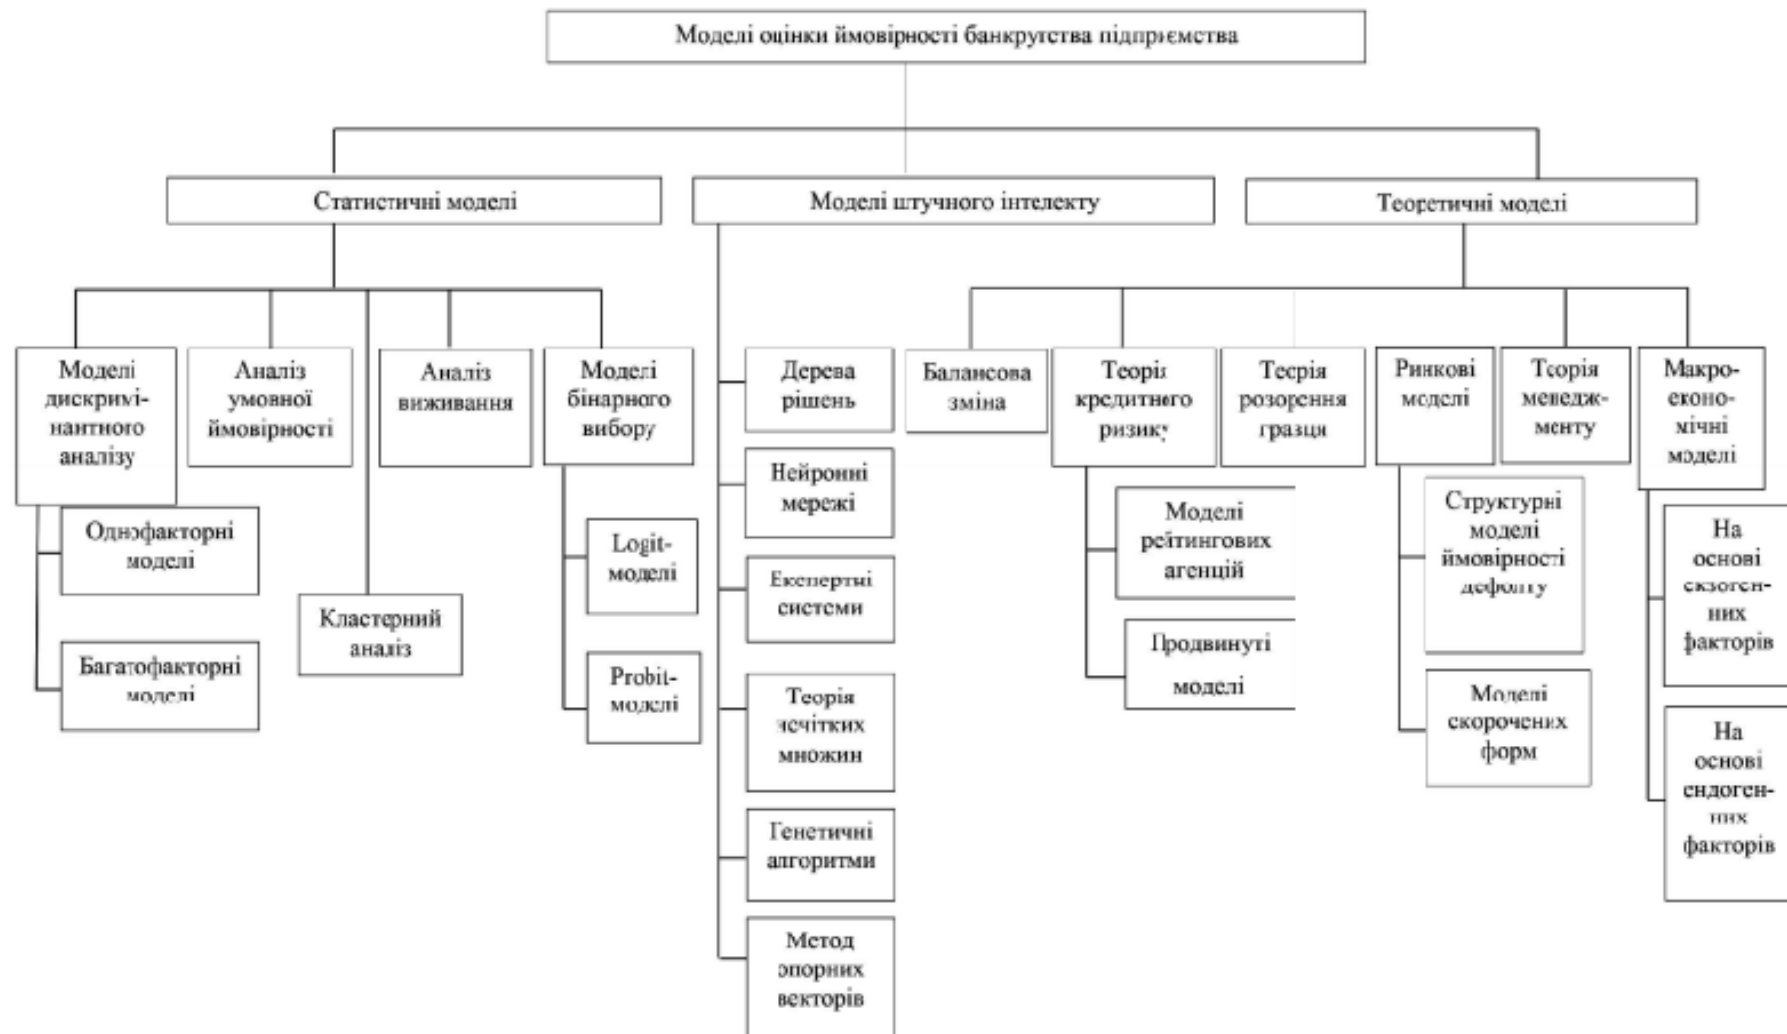 Моделі оцінки ймовірності банкрутства підприємства
Статистичні моделі
Моделі штучного інтелекту
Теоретичні моделі
Моделі
дискримі-
нантного
аналізу
Аналіз
умовної
ймовірності
Аналіз
виживання
Моделі
бінарного
вибору
Дерева
рішень
Балансова
зміна
Теорія
кредитного
ризику
Теорія
розорення
гравця
Ринкові
моделі
Теорія
менедж-
менту
Макро-
еконо-
мічні
моделі
Однофакторні
моделі
Багатофакторні
моделі
Кластерний
аналіз
Logit-
моделі
Probit-
моделі
Нейронні
мережі
Експертні
системи
Теорія
нечітких
множин
Генетичні
алгоритми
Метод
опорних
векторів
Моделі
рейтингових
агенцій
Продвинуті
моделі
Структурні
моделі
ймовірності
дефолту
Моделі
скорочених
форм
На
основі
екзоген-
них
факторів
На
основі
ендоген-
них
факторів